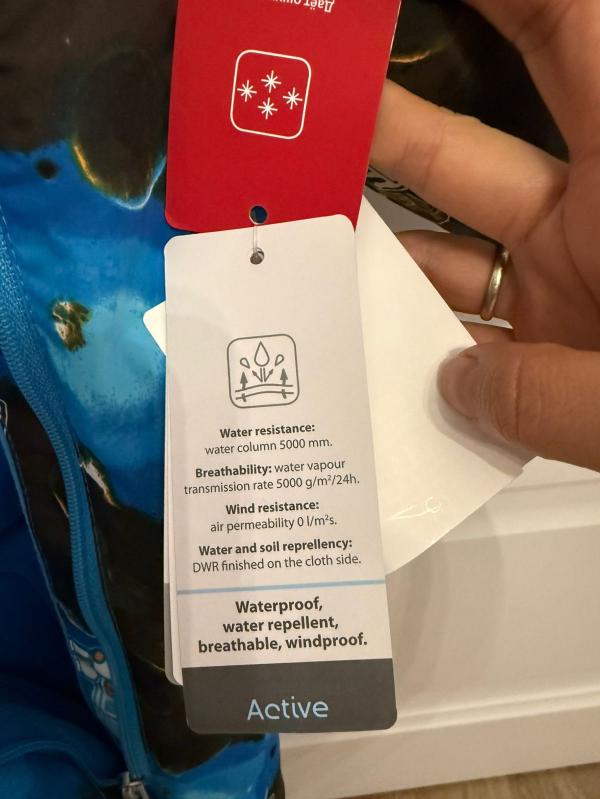 Даёт
Water resistance:
water column 5000 mm.
Breathability: water vapour
transmission rate 5000 g/m²/24h.
Wind resistance:
air permeability 0 l/m²s.
Water and soil reprellency:
DWR finished on the cloth side.
Waterproof,
water repellent,
breathable, windproof.
Active